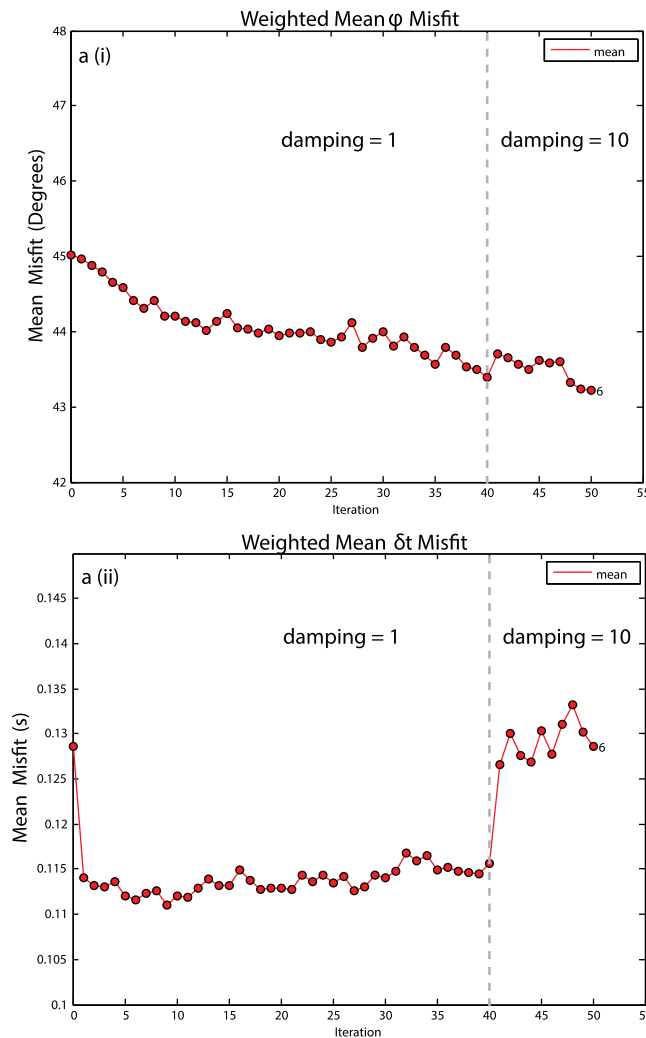 Weighted Mean φ Misfit
a (i)
mean
damping = 1
damping = 10
Mean Misfit (Degrees)
48
47
46
45
44
43
42
6
0 5 10 15 20 25 30 35 40 45 50 55
Iteration
Weighted Mean δt Misfit
a (ii)
mean
damping = 1
damping = 10
Mean Misfit (s)
0.145
0.14
0.135
0.13
0.125
0.12
0.115
0.11
0.105
0.1
6
0 5 10 15 20 25 30 35 40 45 50 55
Iteration